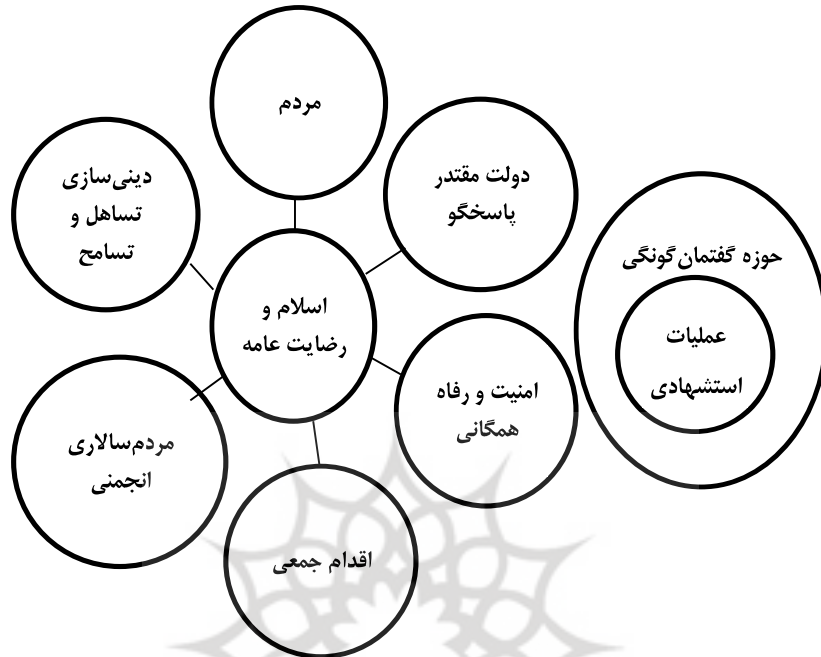 مردم
دولت مقتدر
پاسخگو
دینی‌سازی
تساهل و
تسامح
حوزه گفتمان‌گونگی
عملیات
استشهادی
اسلام و
رضایت عامه
امنیت و رفاه
همگانی
مردم‌سالاری
انجمنی
اقدام جمعی